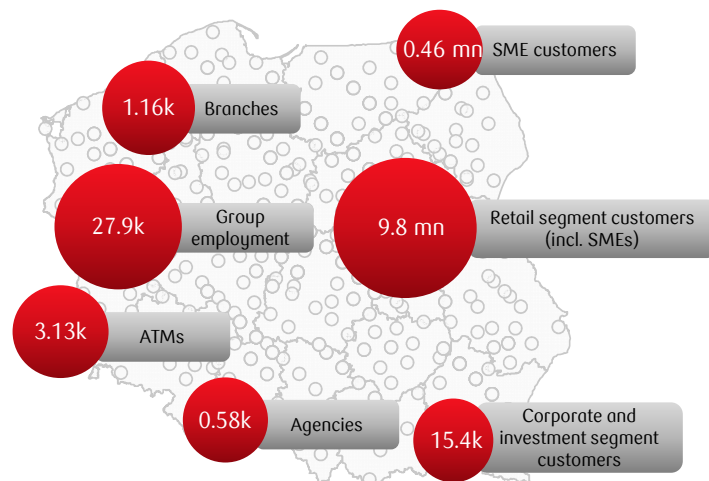 0.46 mn
SME customers
1.16k
Branches
27.9k
Group
employment
9.8 mn
Retail segment customers
(incl. SMEs)
3.13k
ATMs
0.58k
Agencies
15.4k
Corporate and
investment segment
customers